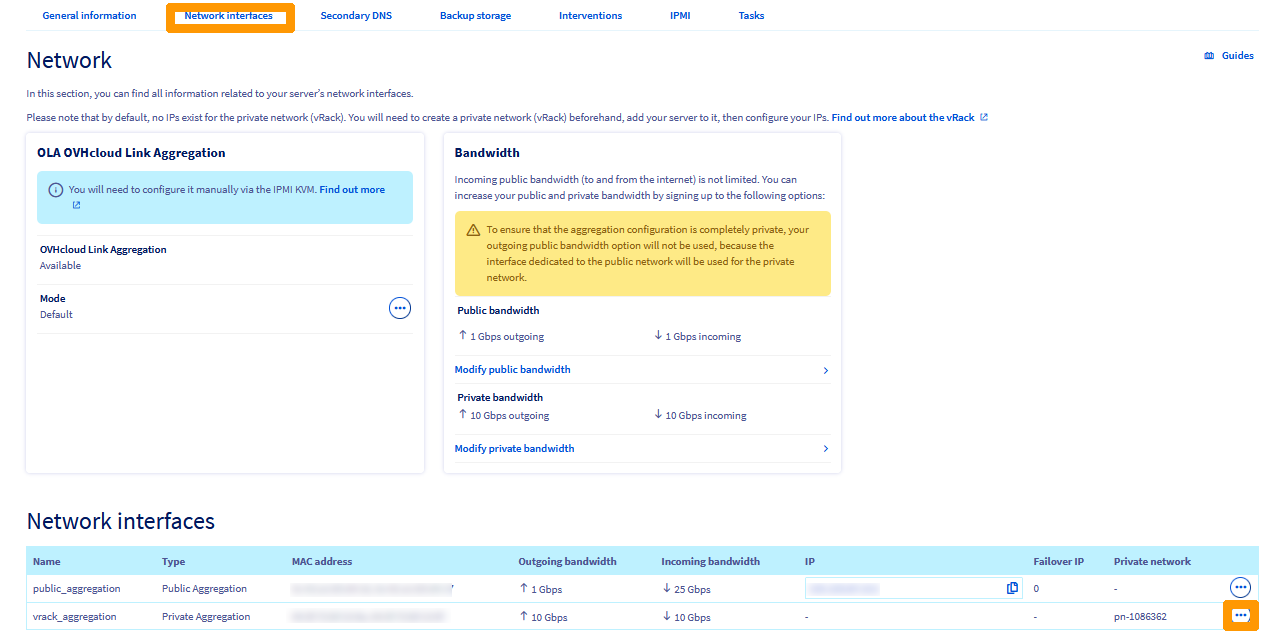 General information Network interfaces Secondary DNS Backup storage Interventions IPMI Tasks
Network
Guides
In this section, you can find all information related to your server's network interfaces.
Please note that by default, no IPs exist for the private network (vRack). You will need to create a private network (vRack) beforehand, add your server to it, then configure your IPs. Find out more about the vRack
OLA OVHcloud Link Aggregation
You will need to configure it manually via the IPMI KVM. Find out more
OVHcloud Link Aggregation
Available
Mode
Default
Bandwidth
Incoming public bandwidth (to and from the internet) is not limited. You can
increase your public and private bandwidth by signing up to the following options:
To ensure that the aggregation configuration is completely private, your
outgoing public bandwidth option will not be used, because the
interface dedicated to the public network will be used for the private
network.
Public bandwidth
↑ 1 Gbps outgoing ↓ 1 Gbps incoming
Modify public bandwidth
Private bandwidth
↑ 10 Gbps outgoing ↓ 10 Gbps incoming
Modify private bandwidth
Network interfaces
Name Type MAC address Outgoing bandwidth Incoming bandwidth IP Failover IP Private network
public_aggregation Public Aggregation ↑ 1 Gbps ↓ 25 Gbps 0 -
vrack_aggregation Private Aggregation ↑ 10 Gbps ↓ 10 Gbps - - pn-1086362